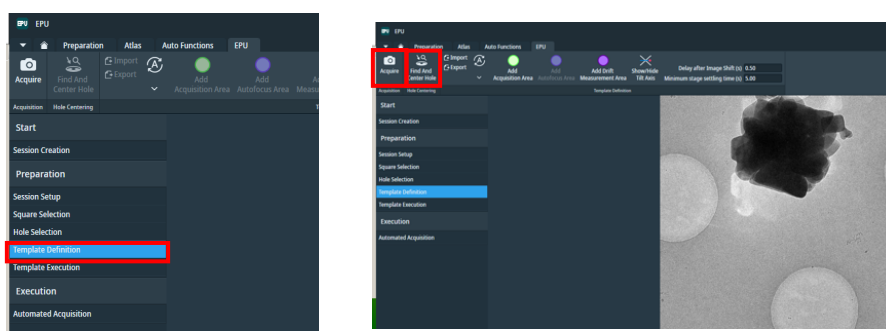 EPU EPU
Preparation Atlas Auto Functions EPU
Acquire Find And Center Hole Import Export Add Acquisition Area Add Autofocus Area
Acquisition Hole Centering
Start
Session Creation
Preparation
Session Setup
Square Selection
Hole Selection
Template Definition
Template Execution
Execution
Automated Acquisition
EPU EPU
Preparation Atlas Auto Functions EPU
Acquire Find And Center Hole Import Export Add Acquisition Area Add Autofocus Area Add Drift Measurement Area Show/Hide Tilt Axis
Delay after Image Shift (s) 0.50
Minimum stage settling time (s) 5.00
Acquisition Hole Centering Template Definition
Start
Session Creation
Preparation
Session Setup
Square Selection
Hole Selection
Template Definition
Template Execution
Execution
Automated Acquisition